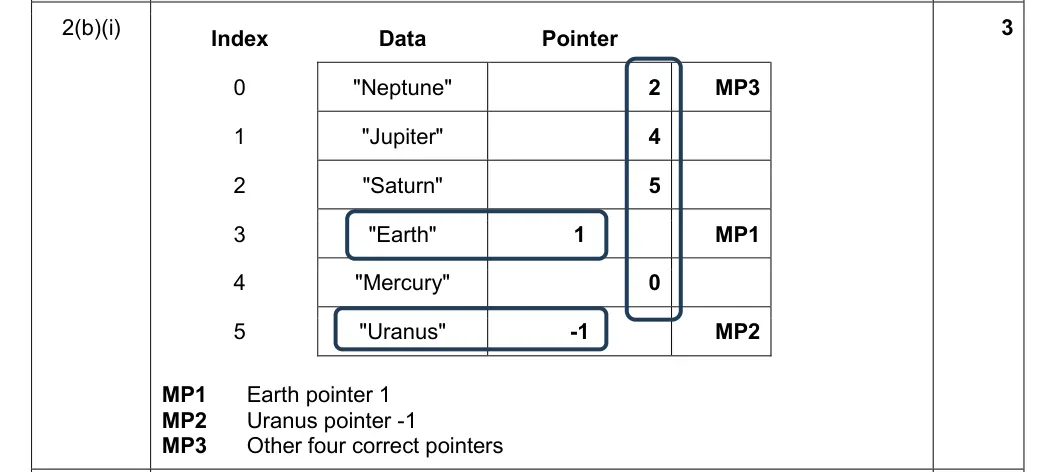 2(b)(i) 3
Index Data Pointer
0 "Neptune" 2 MP3
1 "Jupiter" 4
2 "Saturn" 5
3 "Earth" 1 MP1
4 "Mercury" 0
5 "Uranus" -1 MP2
MP1 Earth pointer 1
MP2 Uranus pointer -1
MP3 Other four correct pointers